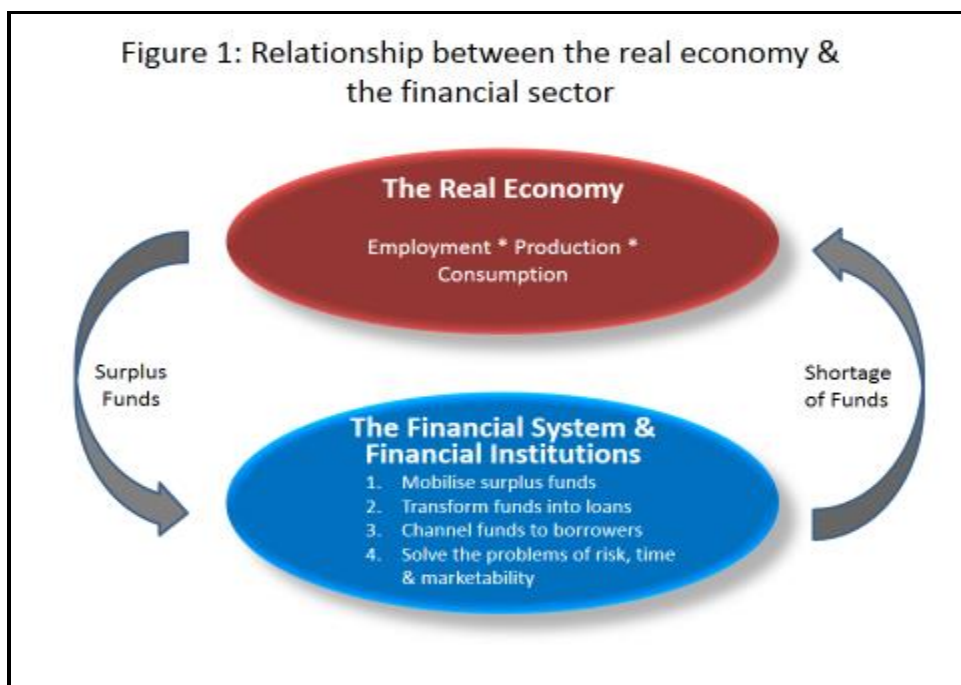 Figure 1: Relationship between the real economy &
the financial sector
The Real Economy
Employment * Production *
Consumption
Surplus
Funds
Shortage
of Funds
The Financial System &
Financial Institutions
1. Mobilise surplus funds
2. Transform funds into loans
3. Channel funds to borrowers
4. Solve the problems of risk, time
& marketability